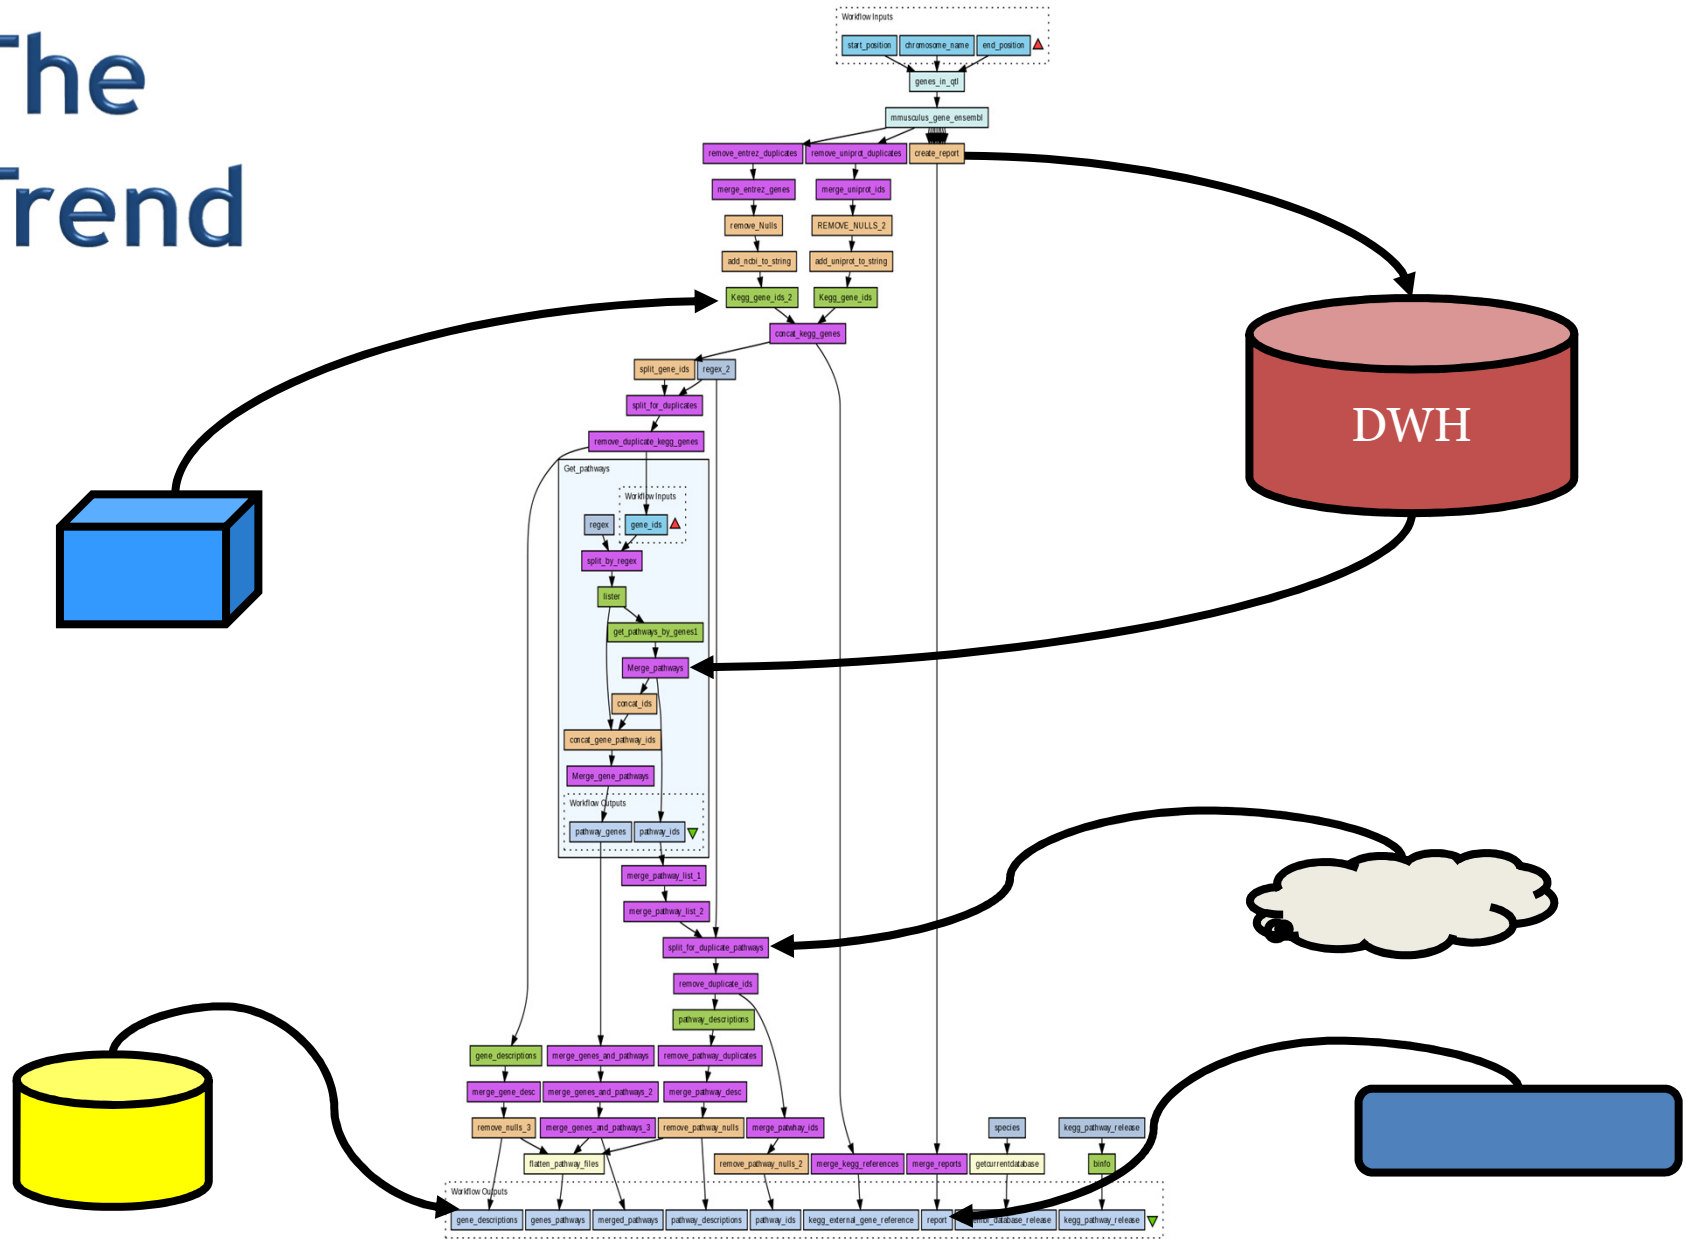 The
Trend
Workflow Inputs
start_position chromosome_name end_position
genes_in_qtl
mmusculus_gene_ensembl
remove_entrez_duplicates remove_uniprot_duplicates create_report
merge_entrez_genes merge_uniprot_ids
remove_Nulls REMOVE_NULLS_2
add_ncbi_to_string add_uniprot_to_string
Kegg_gene_ids_2 Kegg_gene_ids
concat_kegg_genes
split_gene_ids regex_2
split_for_duplicates
remove_duplicate_kegg_genes
DWH
Get_pathways
Workflow Inputs
regex gene_ids
split_by_regex
lister
get_pathways_by_genes1
Merge_pathways
concat_ids
concat_gene_pathway_ids
Merge_gene_pathways
Workflow Outputs
pathway_genes pathway_ids
merge_pathway_list_1
merge_pathway_list_2
split_for_duplicate_pathways
remove_duplicate_ids
pathway_descriptions
gene_descriptions merge_genes_and_pathways remove_pathway_duplicates
merge_gene_desc merge_genes_and_pathways_2 merge_pathway_desc
remove_nulls_3 merge_genes_and_pathways_3 remove_pathway_nulls merge_patwhay_ids species kegg_pathway_release
flatten_pathway_files remove_pathway_nulls_2 merge_kegg_references merge_reports getcurrentdatabase binfo
Workflow Outputs
gene_descriptions genes_pathways merged_pathways pathway_descriptions pathway_ids kegg_external_gene_reference report _database_release kegg_pathway_release